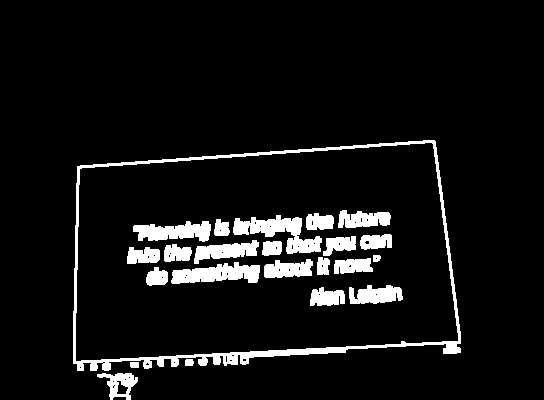 "Planning is bringing the future
into the present so that you can
do something about it now."
Alan Lakein